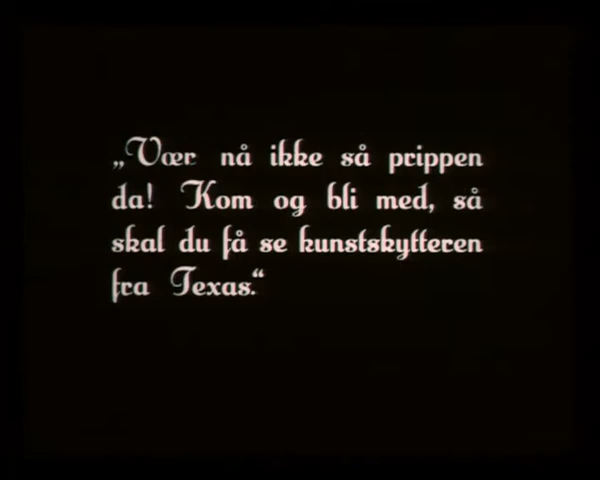 „Vær nå ikke så prippen
da! Kom og bli med, så
skal du få se kunstskytteren
fra Texas.“